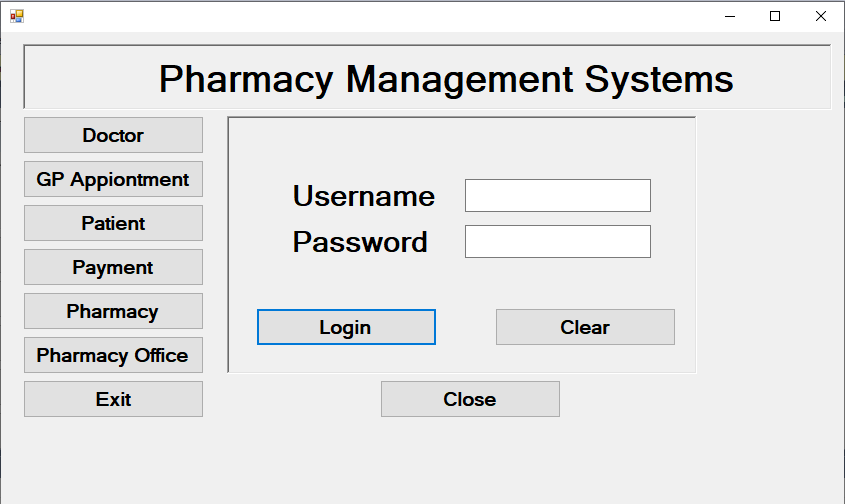 Pharmacy Management Systems
Doctor
GP Appiontment
Patient
Payment
Pharmacy
Pharmacy Office
Exit
Username
Password
Login
Clear
Close